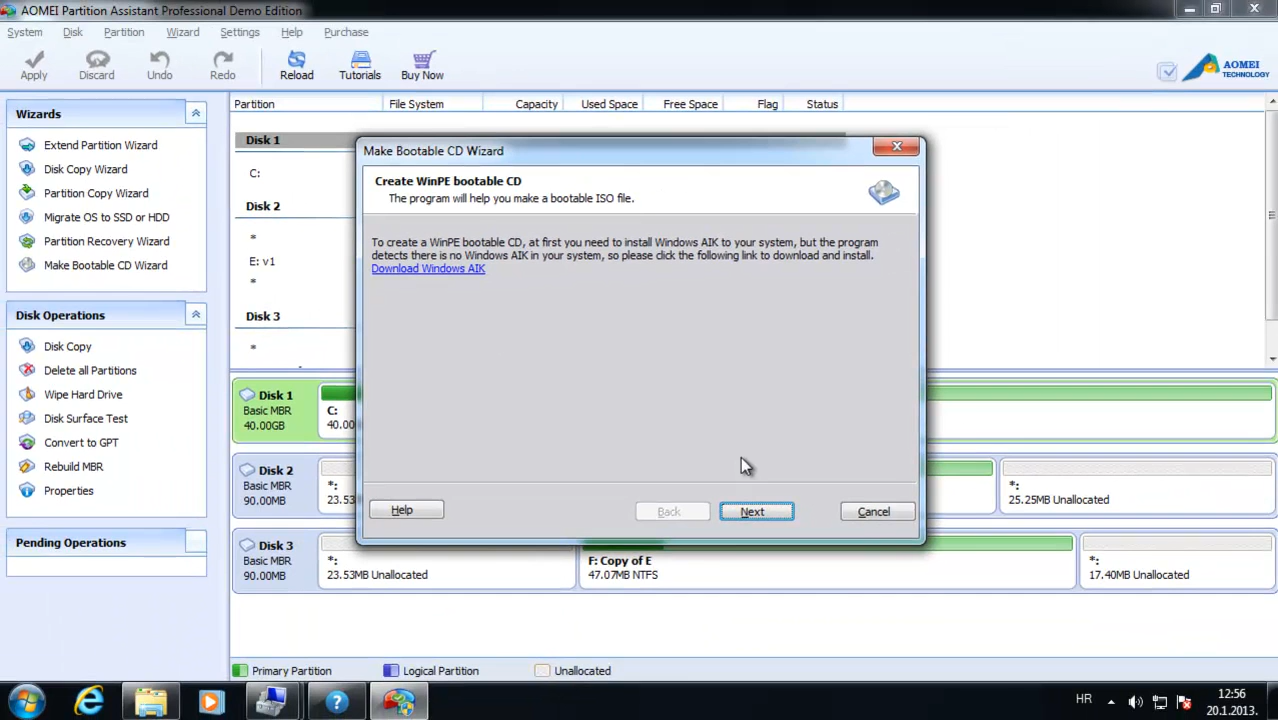 AOMEI Partition Assistant Professional Demo Edition
System Disk Partition Wizard Settings Help Purchase
Apply Discard Undo Redo Reload Tutorials Buy Now
AOMEI
TECHNOLOGY
Wizards
Extend Partition Wizard
Disk Copy Wizard
Partition Copy Wizard
Migrate OS to SSD or HDD
Partition Recovery Wizard
Make Bootable CD Wizard
Disk Operations
Disk Copy
Delete all Partitions
Wipe Hard Drive
Disk Surface Test
Convert to GPT
Rebuild MBR
Properties
Pending Operations
Partition File System Capacity Used Space Free Space Flag Status
Disk 1
C:
Disk 2
*
E: v1
*
Disk 3
*
Make Bootable CD Wizard
Create WinPE bootable CD
The program will help you make a bootable ISO file.
To create a WinPE bootable CD, at first you need to install Windows AIK to your system, but the program
detects there is no Windows AIK in your system, so please click the following link to download and install.
Download Windows AIK
Help Back Next Cancel
Disk 1
Basic MBR
40.00GB
C:
40.00
Disk 2
Basic MBR
90.00MB
*:
23.53
*:
25.25MB Unallocated
Disk 3
Basic MBR
90.00MB
*:
23.53MB Unallocated
F: Copy of E
47.07MB NTFS
*:
17.40MB Unallocated
Primary Partition Logical Partition Unallocated
HR
12:56
20.1.2013.